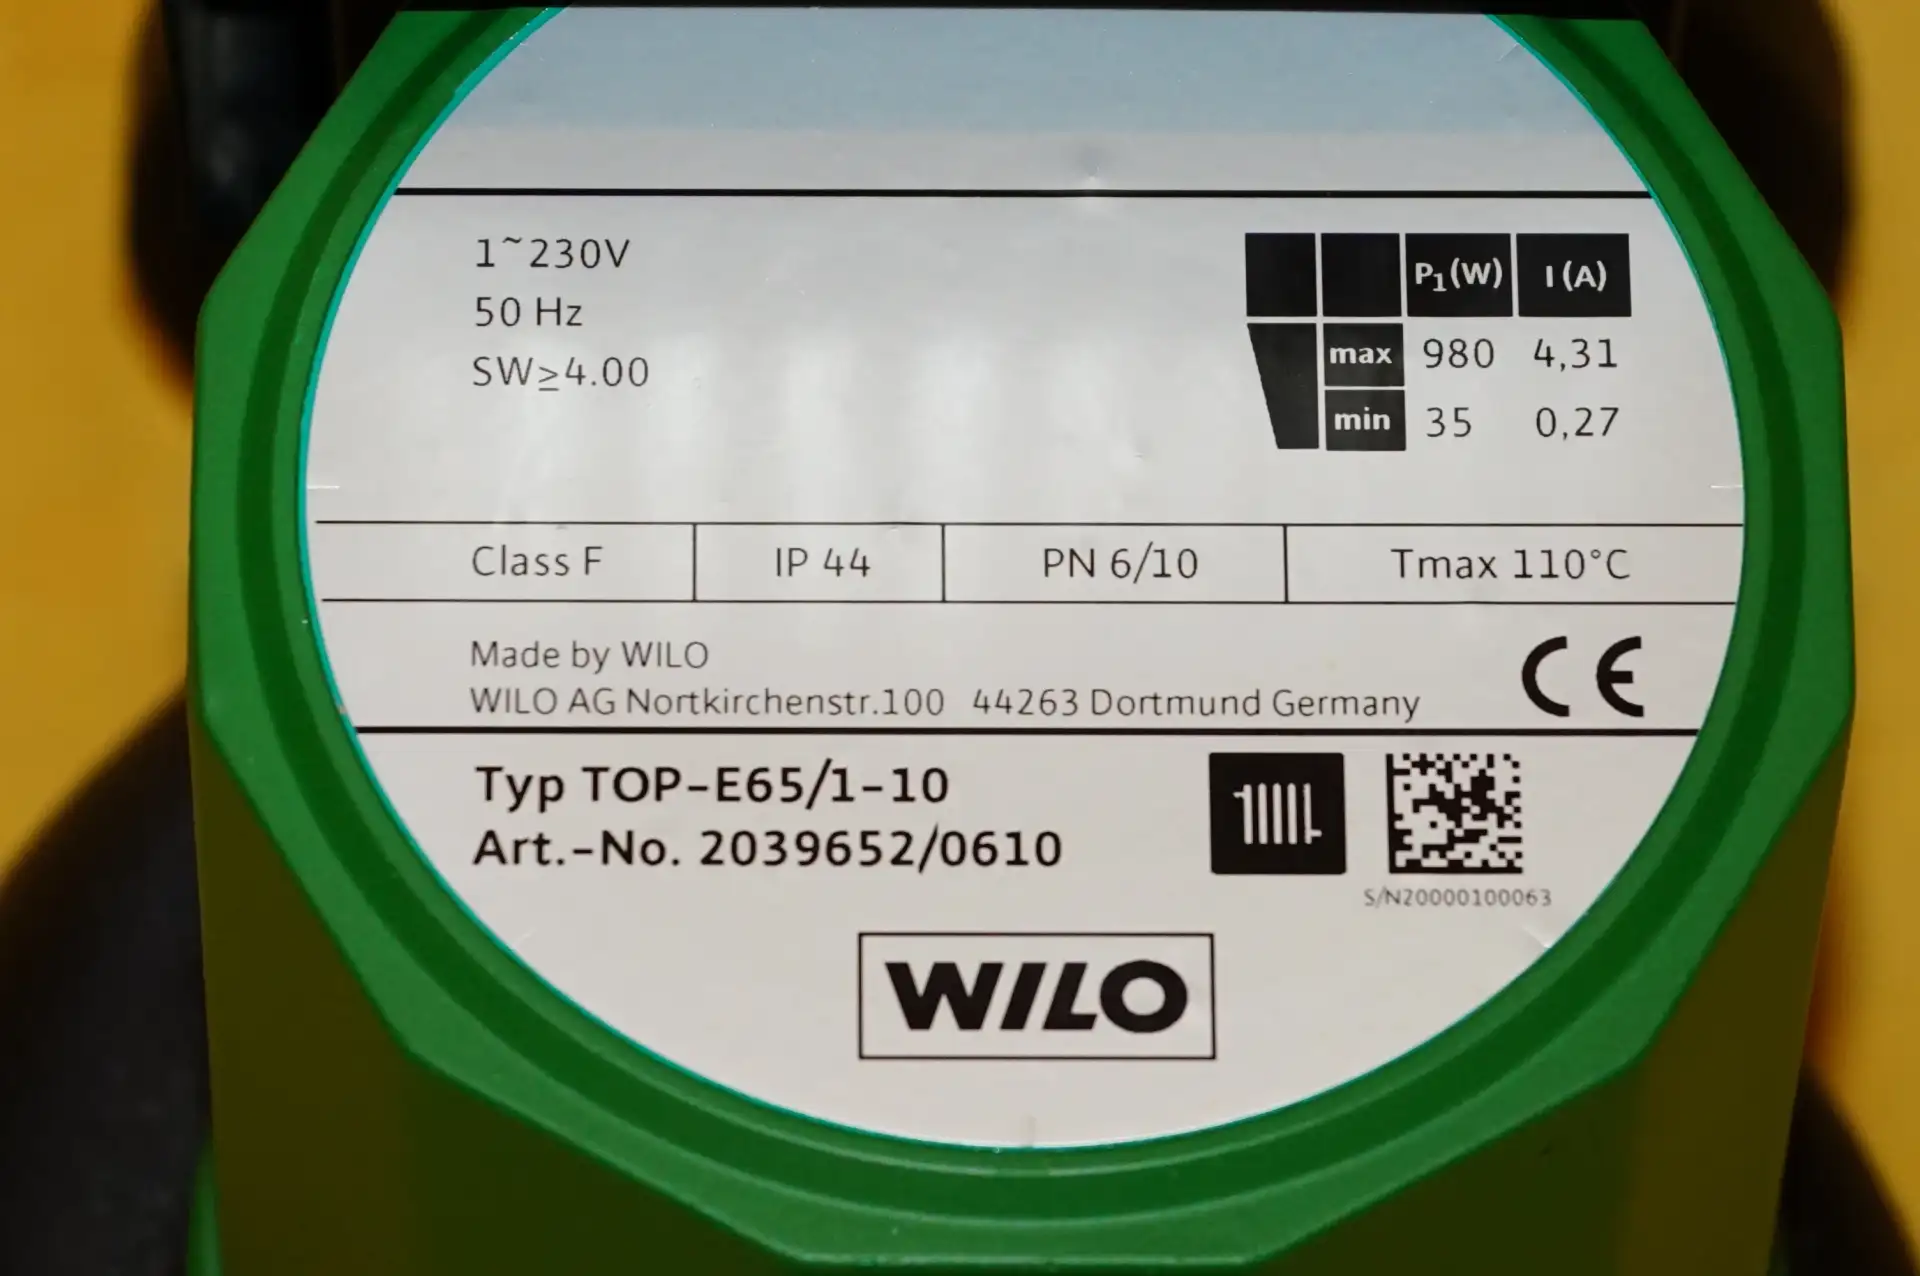 1~230V
50 Hz
SW≥4.00
P1(W) I (A)
max 980 4,31
min 35 0,27
Class F IP 44 PN 6/10 Tmax 110°C
Made by WILO
WILO AG Nortkirchenstr.100 44263 Dortmund Germany
CE
Typ TOP-E65/1-10
Art.-No. 2039652/0610
S/N20000100063
WILO